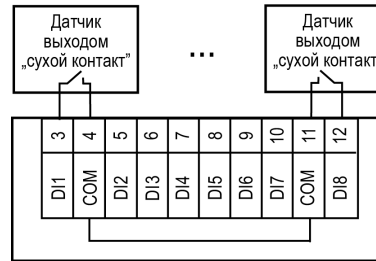 Датчик
выходом
„сухой контакт”
...
Датчик
выходом
„сухой контакт
3 4 5 6 7 8 9 10 11 12
DI1 COM DI2 DI3 DI4 DI5 DI6 DI7 COM DI8